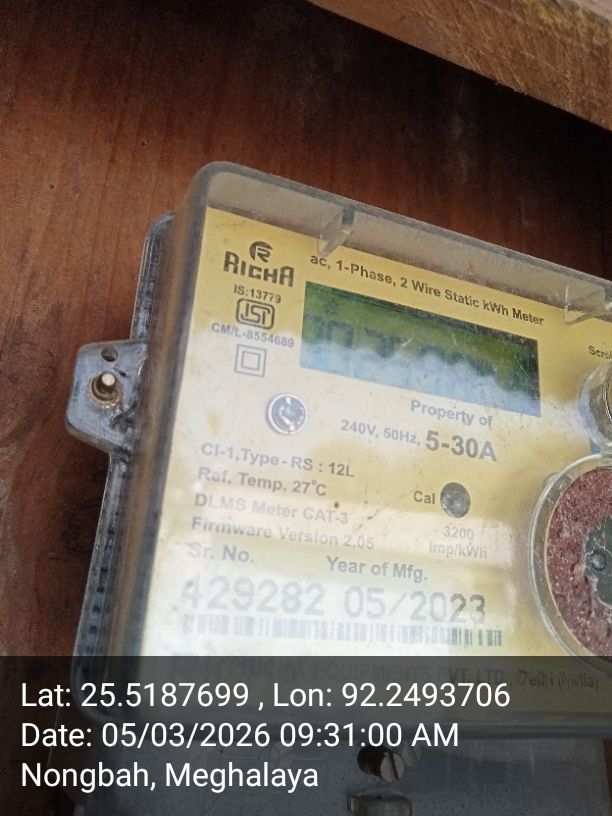 RICHA
IS:13779
ISI
CM/L-8554689
ac, 1-Phase, 2 Wire Static kWh Meter
Property of
240V, 50Hz, 5-30A
Cl-1,Type-RS : 12L
Ref. Temp. 27°C
Cal
DLMS Meter CAT-3
3200
Imp/kWh
Firmware Version 2.05
Sr. No.
Year of Mfg.
429282 05/2023
EQUIPMENTS PVT. LTD., Delhi (India)
Lat: 25.5187699 , Lon: 92.2493706
Date: 05/03/2026 09:31:00 AM
Nongbah, Meghalaya